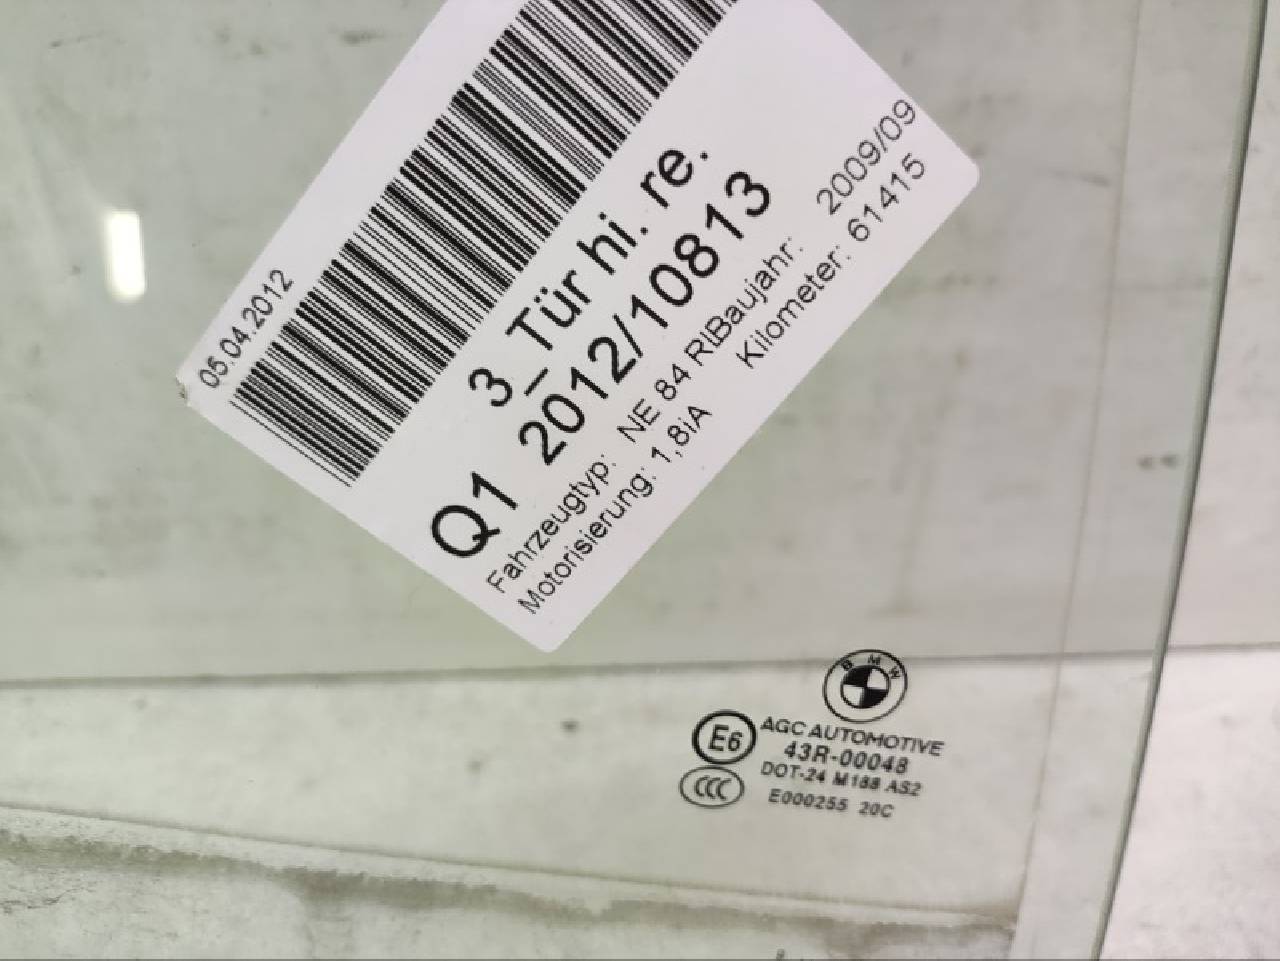 05.04.2012
3_Tür hi. re.
Q1 2012/10813
Fahrzeugtyp: NE 84 RIBaujahr: 2009/09
Motorisierung: 1,8iA Kilometer: 61415
BMW
E6 AGC AUTOMOTIVE
43R-00048
CCC DOT-24 M188 AS2
E000255 20C